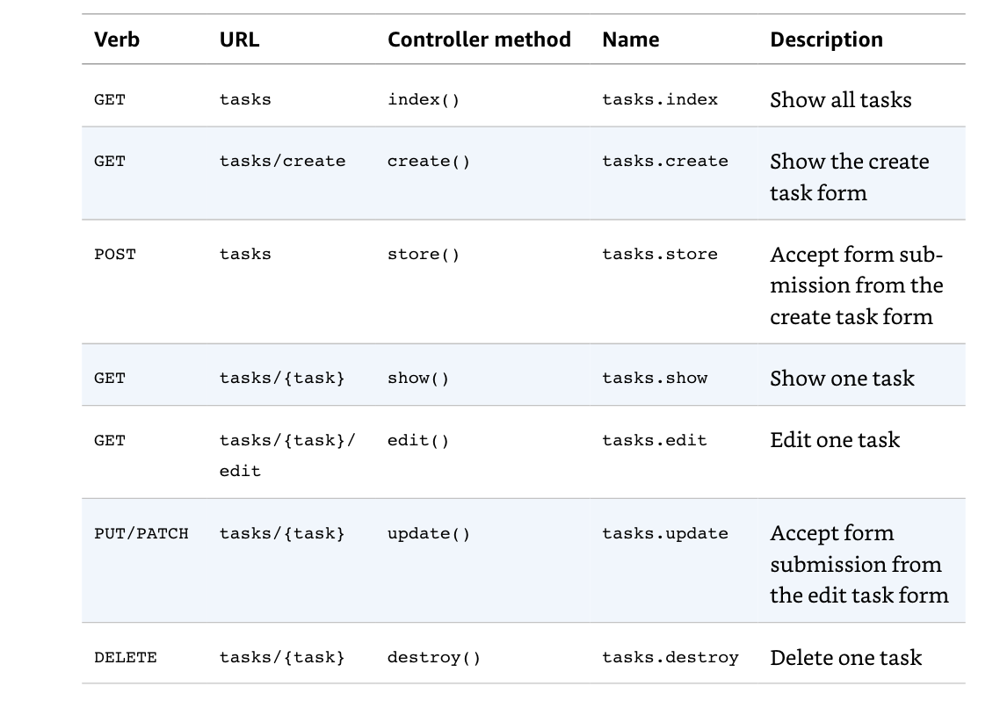 Verb URL Controller method Name Description
GET tasks index() tasks.index Show all tasks
GET tasks/create create() tasks.create Show the create
task form
POST tasks store() tasks.store Accept form sub-
mission from the
create task form
GET tasks/{task} show() tasks.show Show one task
GET tasks/{task}/ edit() tasks.edit Edit one task
edit
PUT/PATCH tasks/{task} update() tasks.update Accept form
submission from
the edit task form
DELETE tasks/{task} destroy() tasks.destroy Delete one task